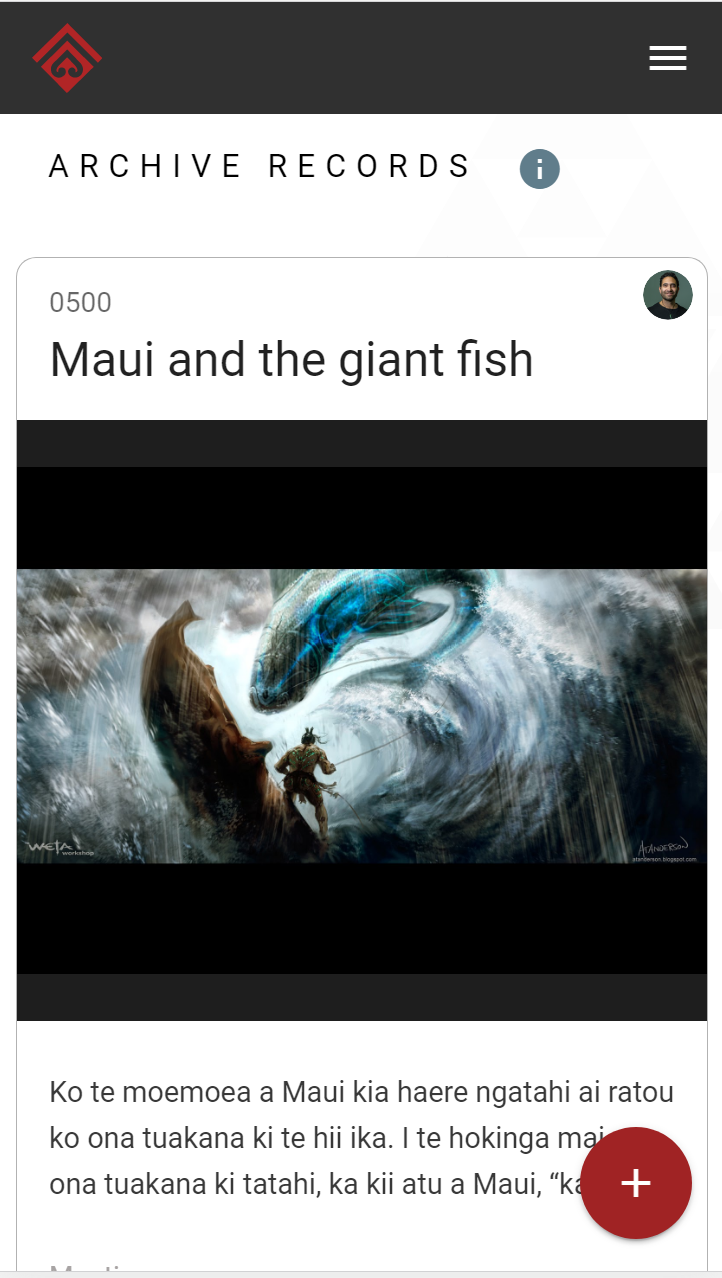 ARCHIVE RECORDS
0500
Maui and the giant fish
WETA
workshop
ATANDERSON
atanderson.blogspot.com
Ko te moemoea a Maui kia haere ngatahi ai ratou
ko ona tuakana ki te hii ika. I te hokinga mai
ona tuakana ki tatahi, ka kii atu a Maui, “ka